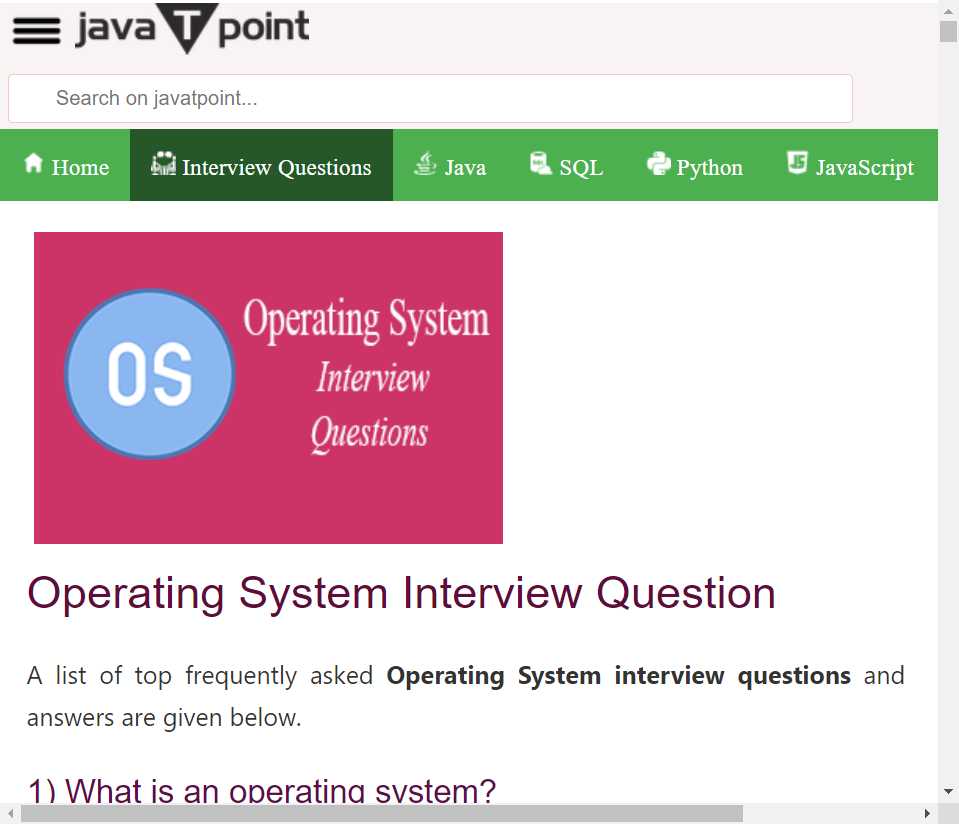 javaTpoint
Search on javatpoint...
Home Interview Questions Java SQL Python JavaScript
OS
Operating System
Interview
Questions
Operating System Interview Question
A list of top frequently asked Operating System interview questions and
answers are given below.
1) What is an operating system?